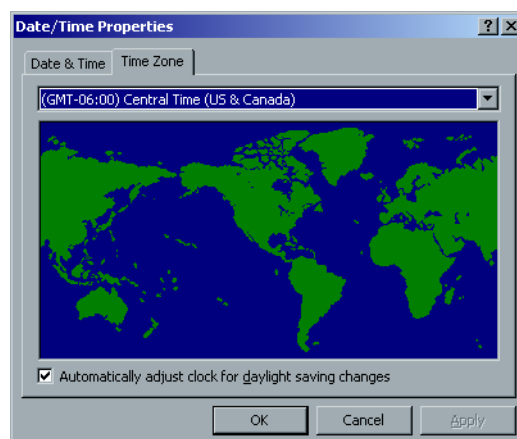 Date/Time Properties
Date & Time Time Zone
(GMT-06:00) Central Time (US & Canada)
Automatically adjust clock for daylight saving changes
OK Cancel Apply